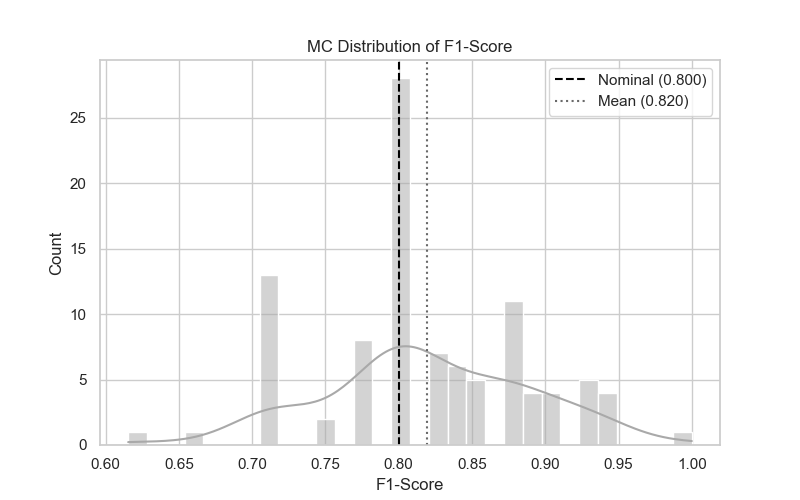 MC Distribution of F1-Score
Nominal (0.800)
Mean (0.820)
Count
25
20
15
10
5
0
0.60 0.65 0.70 0.75 0.80 0.85 0.90 0.95 1.00
F1-Score